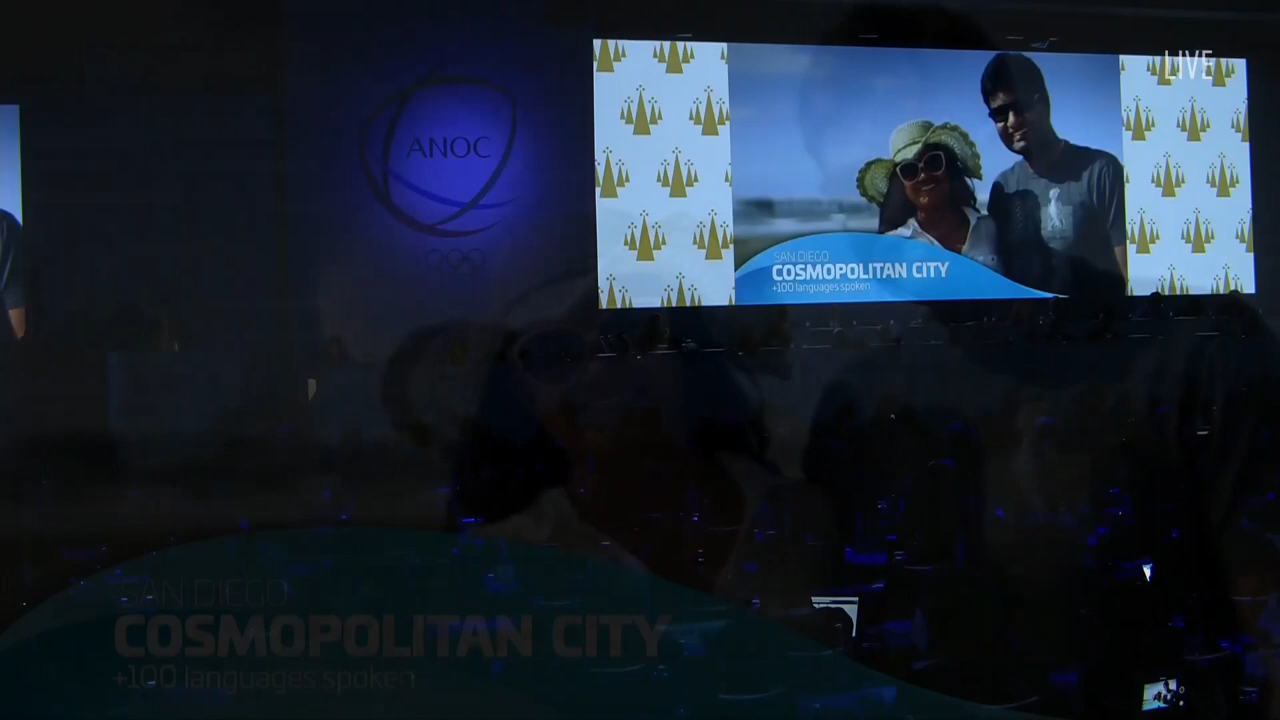 LIVE
ANOC
SAN DIEGO
COSMOPOLITAN CITY
+100 languages spoken
SAN DIEGO
COSMOPOLITAN CITY
+100 languages spoken